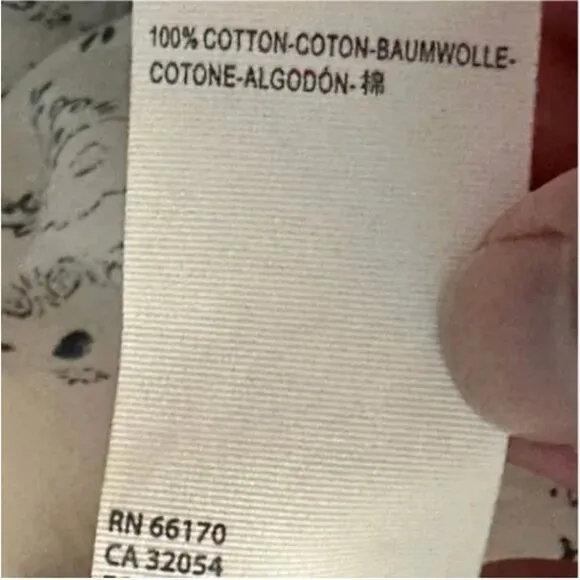 100% COTTON-COTON-BAUMWOLLE-
COTONE-ALGODÓN-棉
RN 66170
CA 32054